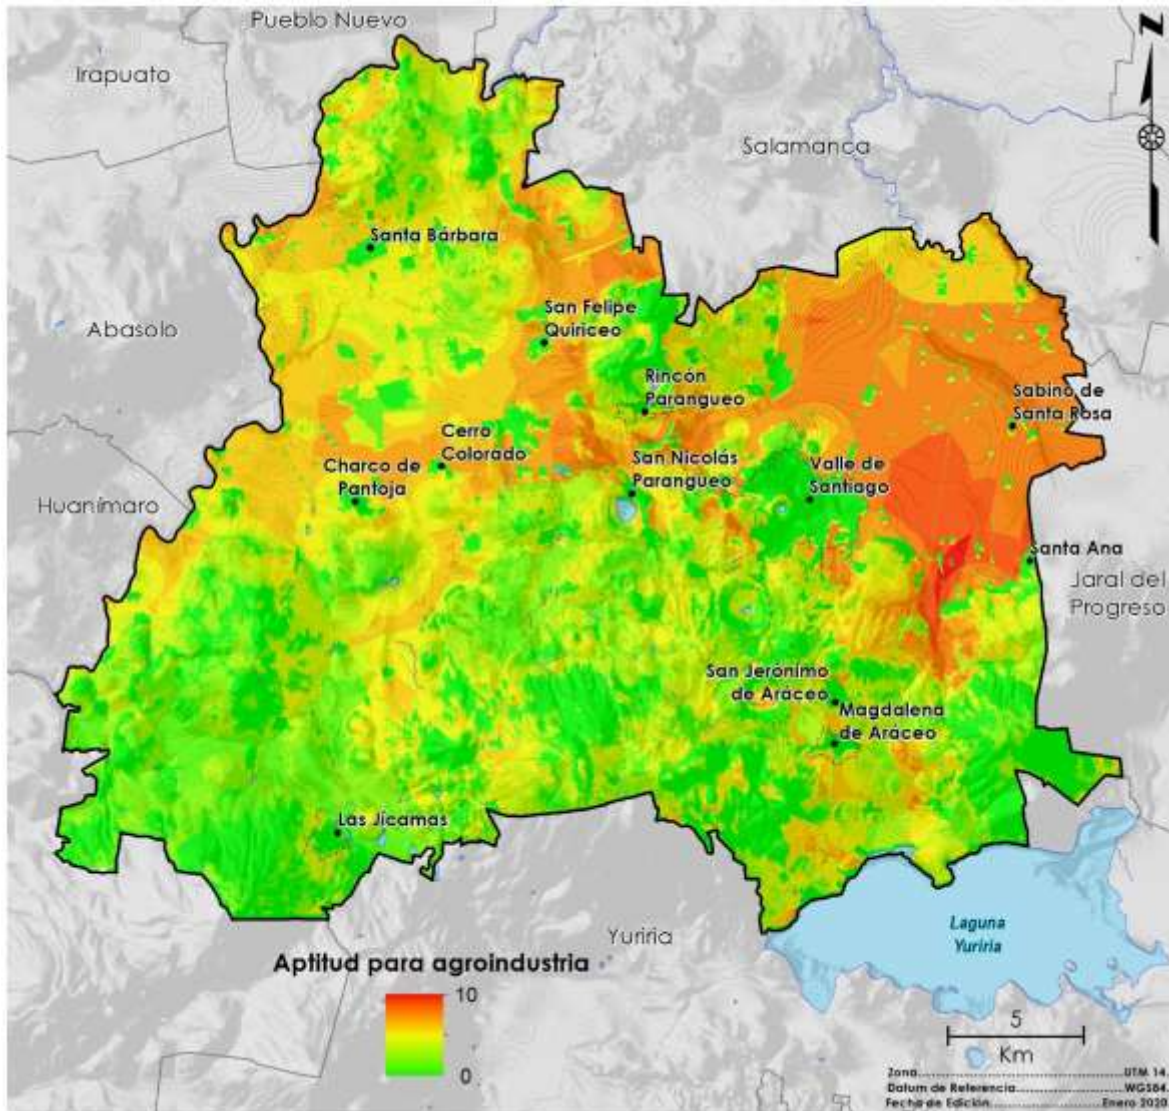 Pueblo Nuevo
Irapuato
Z
Salamanca
Santa Bárbara
Abasolo
San Felipe
Quiriceo
Rincón
Parangueo
Sabino de
Santa Rosa
Cerro
Colorado
Charco de
Pantoja
San Nicolás
Parangueo
Valle de
Santiago
Huanímaro
Santa Ana
Jaral del
Progreso
San Jerónimo
de Aráceo
Magdalena
de Aráceo
Las Jícamas
Yuriria
Laguna
Yuriria
Aptitud para agroindustria
10
0
5
Km
Zona UTM 14.
Datum de Referencia WGS84.
Fecha de Edición Enero 2020